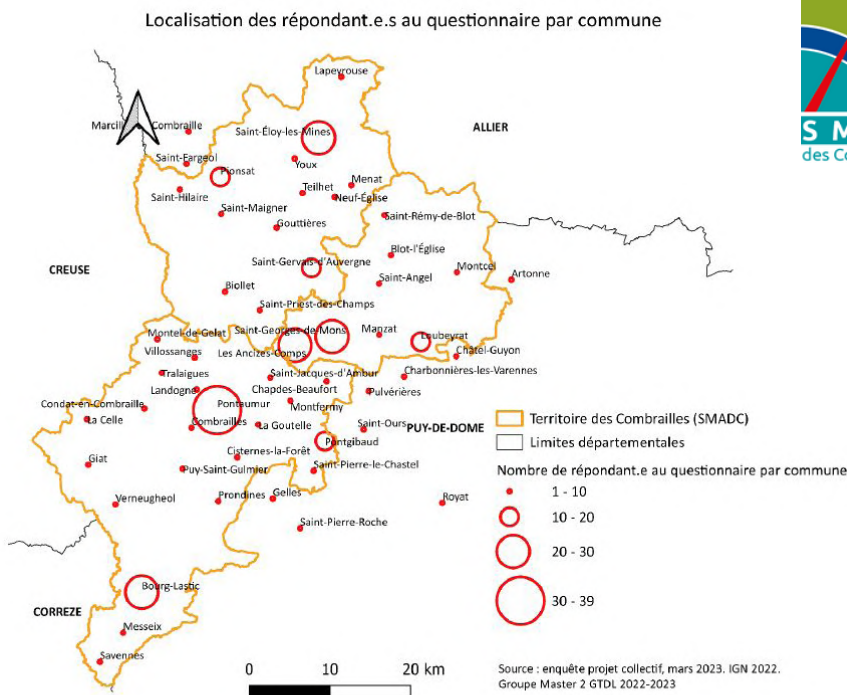 Localisation des répondant.e.s au questionnaire par commune
Lapeyrouse
ALLIER
Combraille
Saint-Éloy-les-Mines
S M
des Co
Saint-Fargeol
Pionsat
Youx
Saint-Hilaire
Teilhet
Menat
Neuf-Église
Saint-Maigner
Gouttières
Saint-Rémy-de-Blot
CREUSE
Saint-Gervais-d'Auvergne
Blot-l'Église
Montcel
Artonne
Saint-Angel
Biollet
Saint-Priest-des-Champs
Montel-de-Gelat
Saint-Georges-de-Mons
Manzat
Loubeyrat
Villossanges
Les Ancizes-Comps
Châtel-Guyon
Tralaigues
Saint-Jacques-d'Ambur
Charbonnières-les-Varennes
Landogne
Chapdes-Beaufort
Pulvérières
Condat-en-Combraille
Pontaumur
Montfermy
La Celle
Combrailles
La Goutelle
Saint-Ours
PUY-DE-DOME
Pontgibaud
Giat
Cisternes-la-Forêt
Puy-Saint-Gulmier
Saint-Pierre-le-Chastel
Verneugheol
Prondines
Gelles
Royat
Saint-Pierre-Roche
Bourg-Lastic
CORREZE
Messeix
Savennes
Territoire des Combrailles (SMADC)
Limites départementales
Nombre de répondant.e au questionnaire par commune
1 - 10
10 - 20
20 - 30
30 - 39
0 10 20 km
Source : enquête projet collectif, mars 2023. IGN 2022.
Groupe Master 2 GTDL 2022-2023